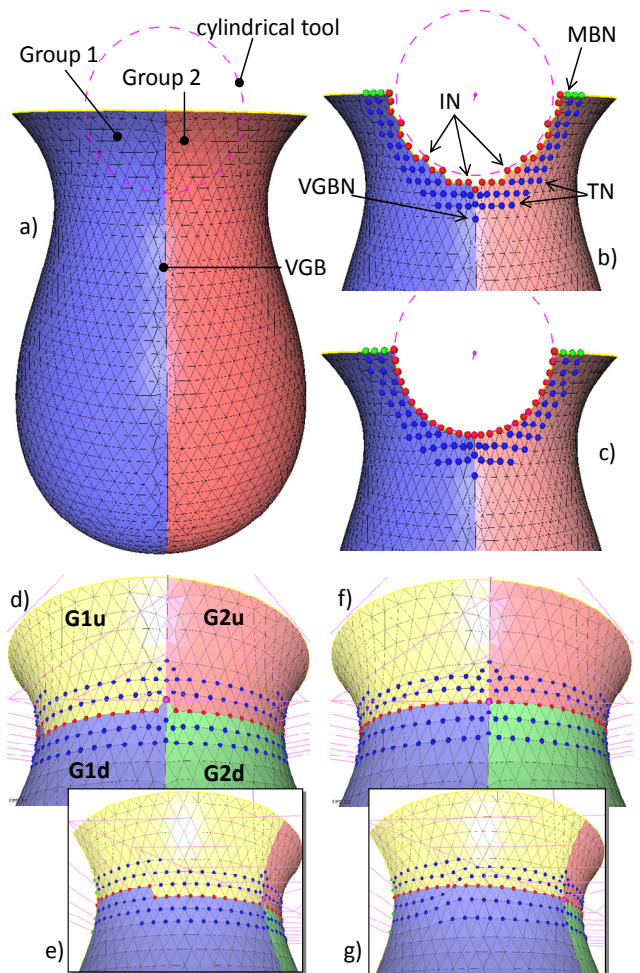 a)
cylindrical tool
Group 1
Group 2
VGB
MBN
IN
VGBN
TN
b)
c)
d)
G1u
G2u
G1d
G2d
f)
e)
g)